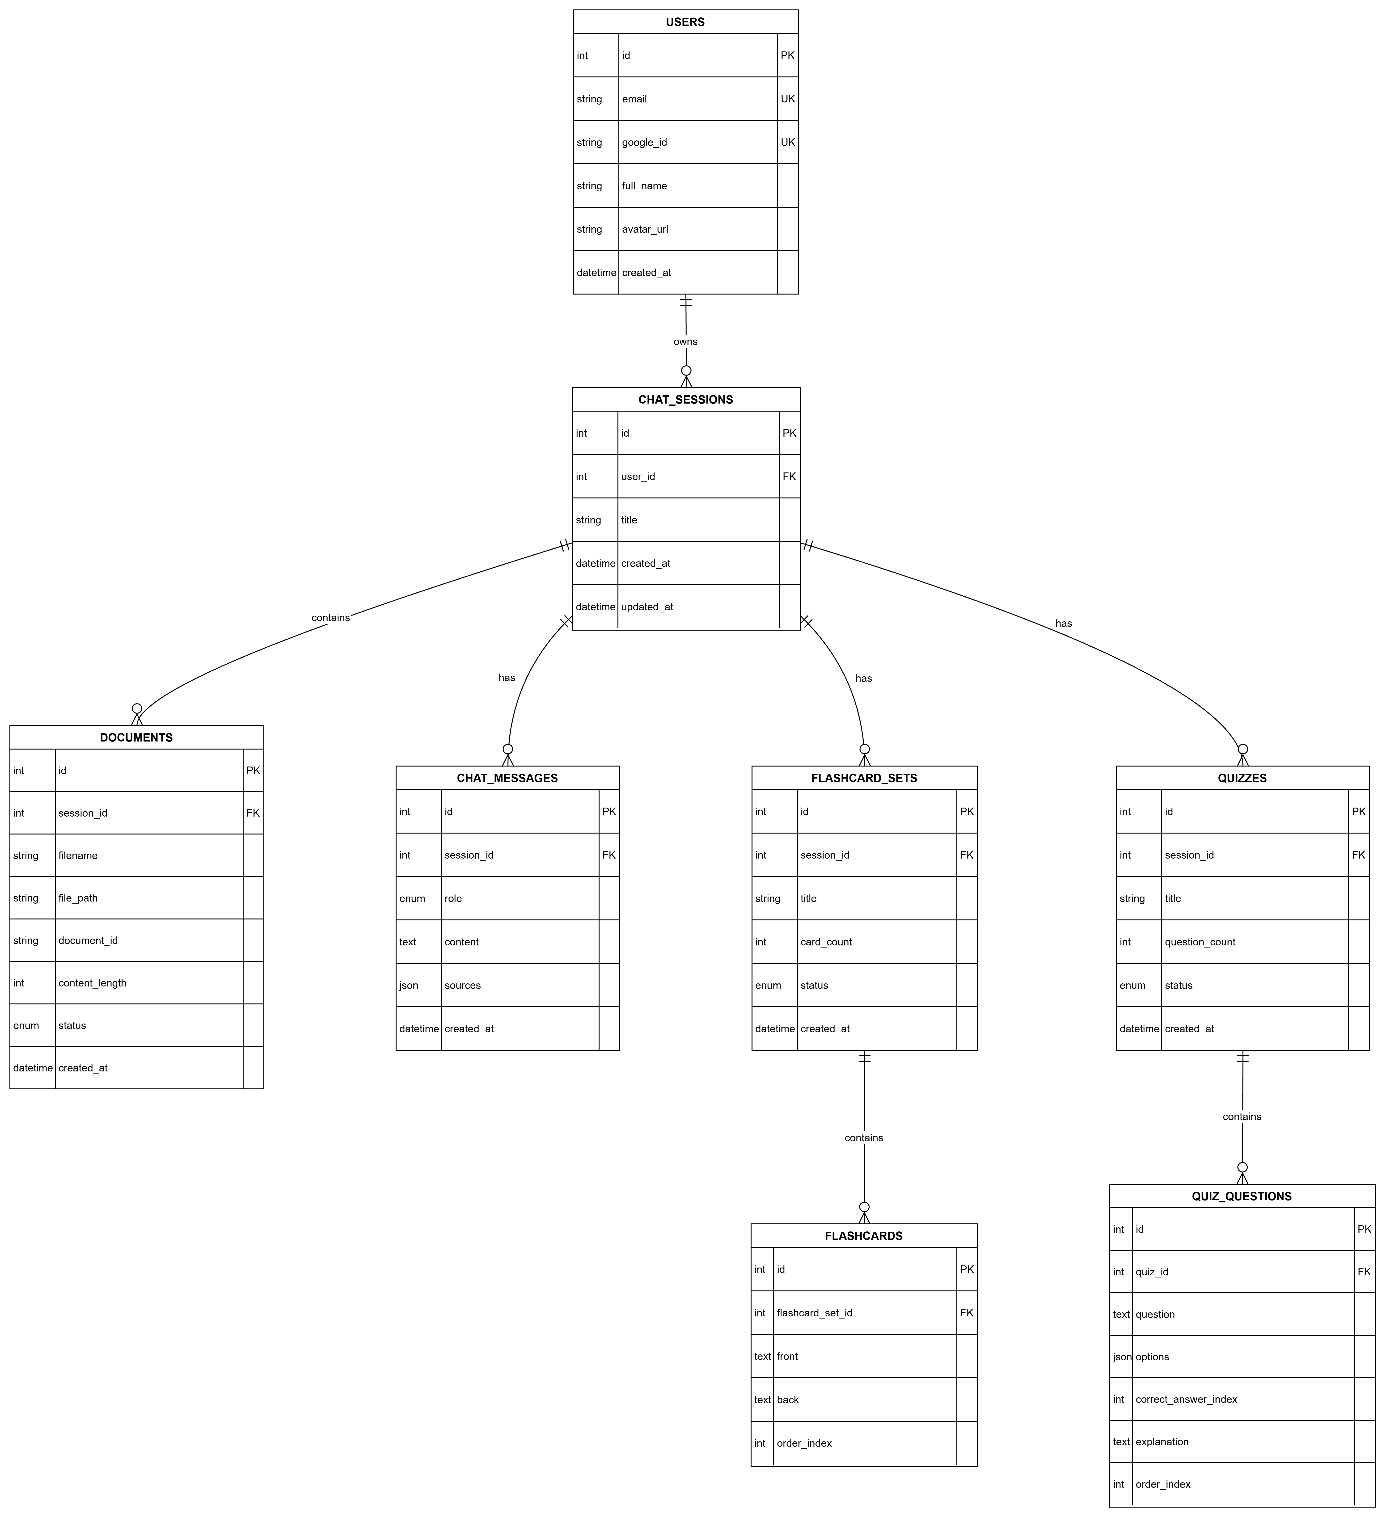 USERS
int id PK
string email UK
string google_id UK
string full_name
string avatar_url
datetime created_at
owns
CHAT_SESSIONS
int id PK
int user_id FK
string title
datetime created_at
datetime updated_at
contains
has
has
has
DOCUMENTS
int id PK
int session_id FK
string filename
string file_path
string document_id
int content_length
enum status
datetime created_at
CHAT_MESSAGES
int id PK
int session_id FK
enum role
text content
json sources
datetime created_at
FLASHCARD_SETS
int id PK
int session_id FK
string title
int card_count
enum status
datetime created_at
QUIZZES
int id PK
int session_id FK
string title
int question_count
enum status
datetime created_at
contains
contains
FLASHCARDS
int id PK
int flashcard_set_id FK
text front
text back
int order_index
QUIZ_QUESTIONS
int id PK
int quiz_id FK
text question
json options
int correct_answer_index
text explanation
int order_index